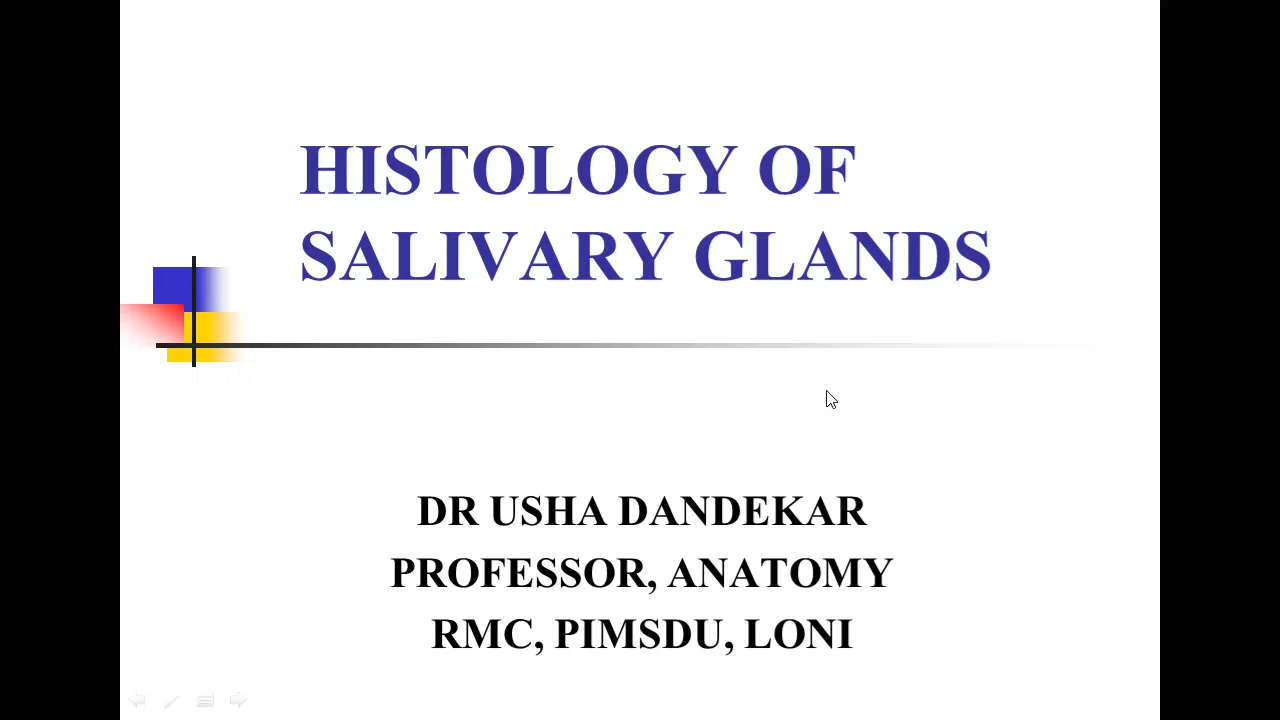 HISTOLOGY OF
SALIVARY GLANDS
DR USHA DANDEKAR
PROFESSOR, ANATOMY
RMC, PIMSDU, LONI